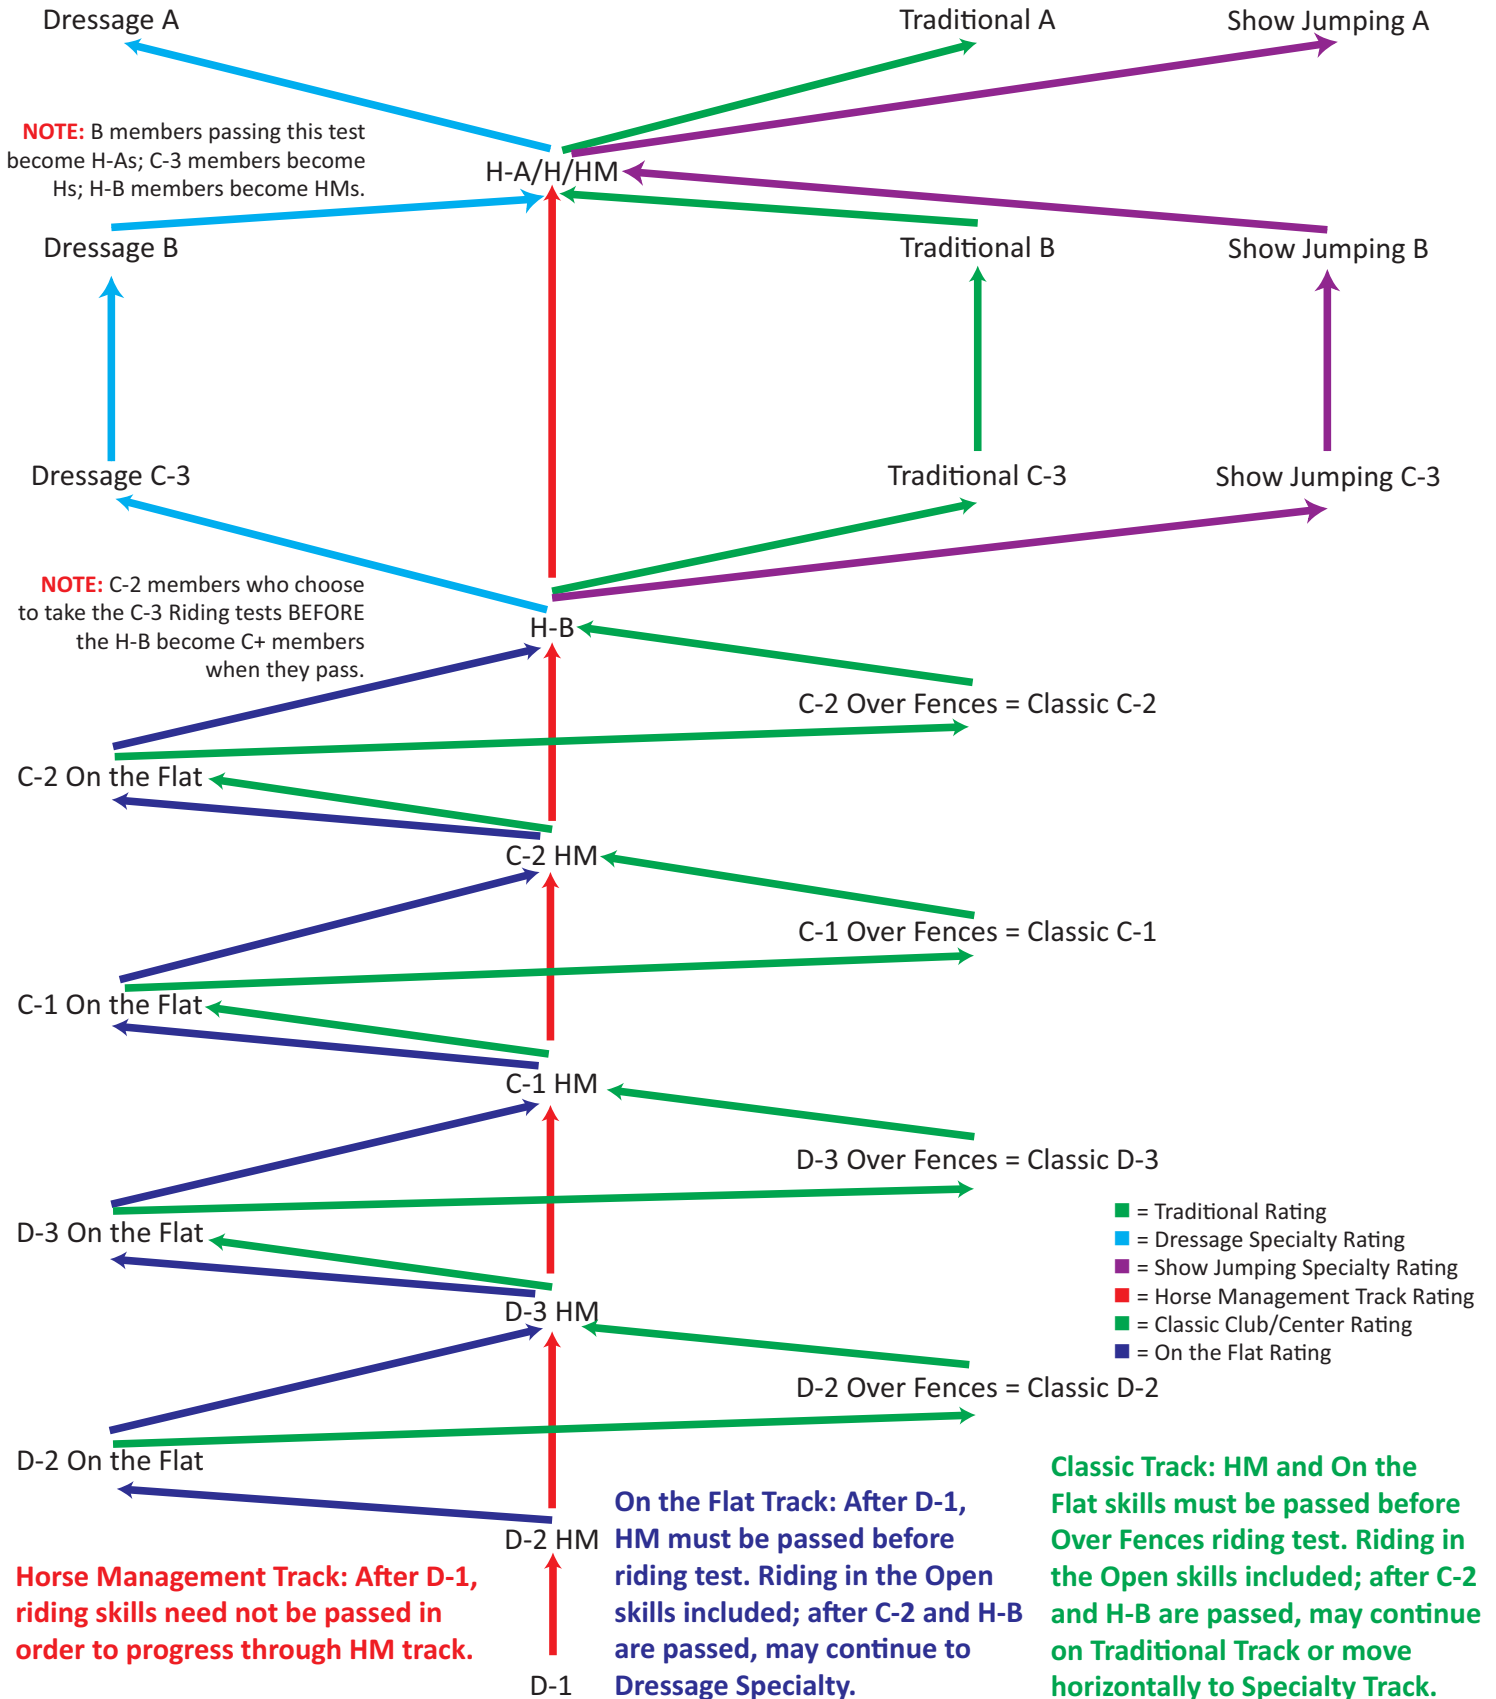 Dressage A
Traditional A
Show Jumping A
NOTE: B members passing this test
become H-As; C-3 members become
Hs; H-B members become HMs.
H-A/H/HM
Dressage B
Traditional B
Show Jumping B
Dressage C-3
Traditional C-3
Show Jumping C-3
NOTE: C-2 members who choose
to take the C-3 Riding tests BEFORE
the H-B become C+ members
when they pass.
H-B
C-2 Over Fences = Classic C-2
C-2 On the Flat
C-2 HM
C-1 Over Fences = Classic C-1
C-1 On the Flat
C-1 HM
D-3 Over Fences = Classic D-3
D-3 On the Flat
= Traditional Rating
= Dressage Specialty Rating
= Show Jumping Specialty Rating
= Horse Management Track Rating
= Classic Club/Center Rating
= On the Flat Rating
D-3 HM
D-2 Over Fences = Classic D-2
D-2 On the Flat
D-2 HM
Horse Management Track: After D-1,
riding skills need not be passed in
order to progress through HM track.
D-1
On the Flat Track: After D-1,
HM must be passed before
riding test. Riding in the Open
skills included; after C-2 and H-B
are passed, may continue to
Dressage Specialty.
Classic Track: HM and On the
Flat skills must be passed before
Over Fences riding test. Riding in
the Open skills included; after C-2
and H-B are passed, may continue
on Traditional Track or move
horizontally to Specialty Track.